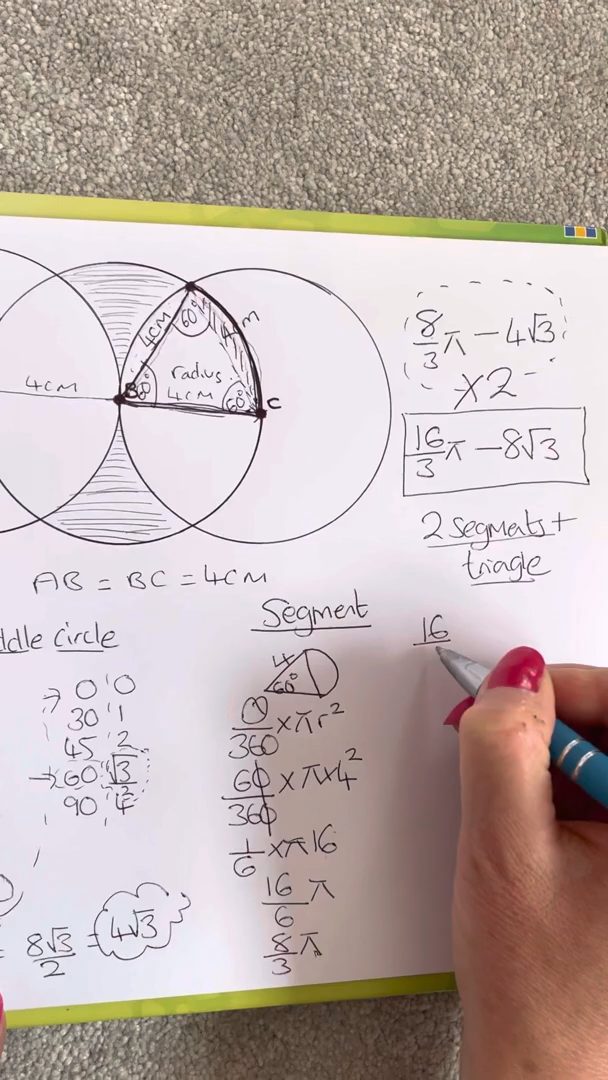 4cm
4cm
60°
M
radius
4cm
B
60°
60°
C
8/3 π - 4√3
×2
16/3 π - 8√3
2 segments +
triagle
AB = BC = 4cm
ddle circle
→ 0 0
30 1
45 2
→ 60 √3
90 4
8√3/2 = 4√3
Segment
4
60°
θ/360 × πr²
60/360 × π×4²
1/6 × π 16
16/6 π
8/3 π
16